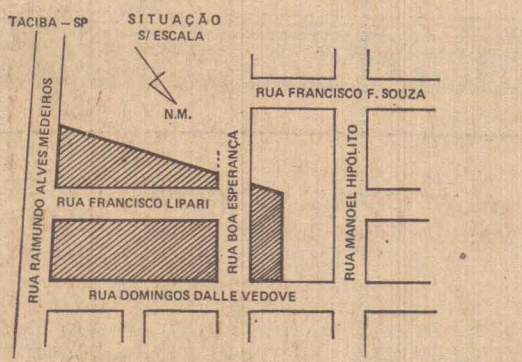 TACIBA – SP
SITUAÇÃO
S/ ESCALA
N.M.
RUA FRANCISCO F. SOUZA
RUA RAIMUNDO ALVES MEDEIROS
RUA FRANCISCO LIPARI
RUA BOA ESPERANÇA
RUA MANOEL HIPÓLITO
RUA DOMINGOS DALLE VEDOVE